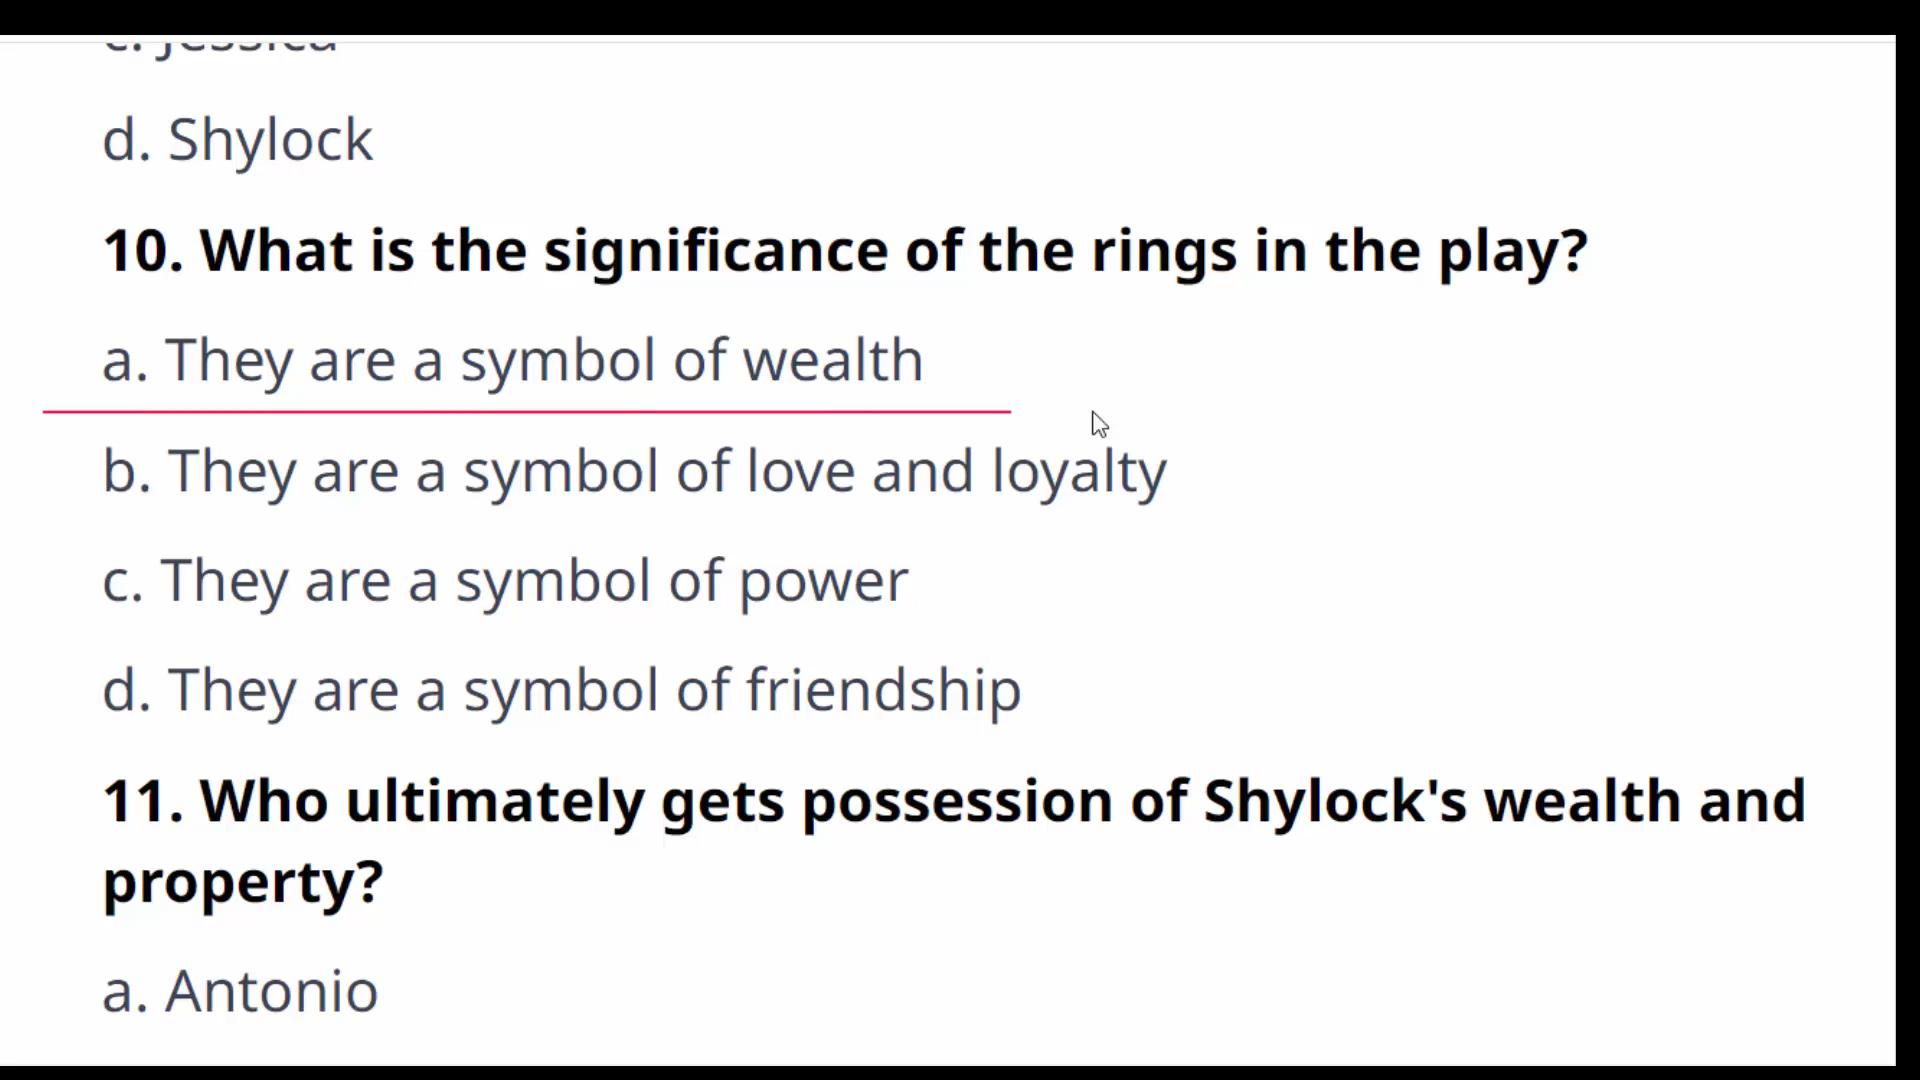 c. Jessica
d. Shylock
10. What is the significance of the rings in the play?
a. They are a symbol of wealth
b. They are a symbol of love and loyalty
c. They are a symbol of power
d. They are a symbol of friendship
11. Who ultimately gets possession of Shylock's wealth and
property?
a. Antonio